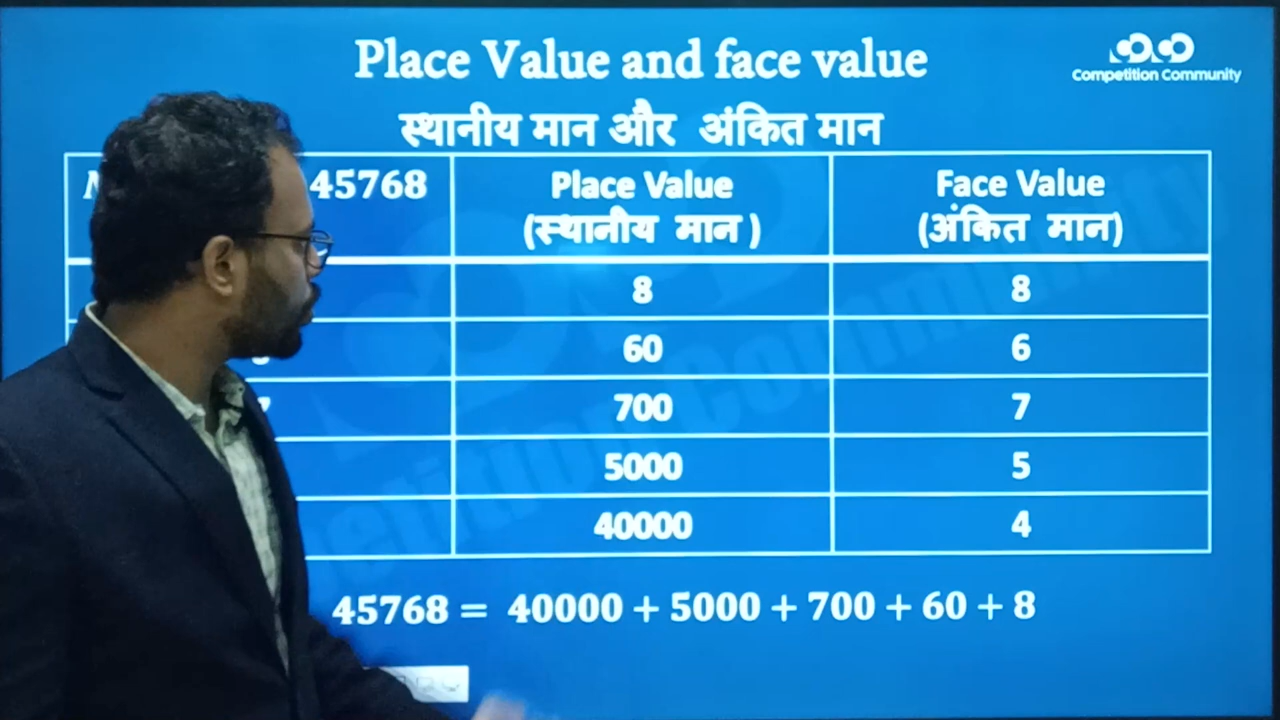 Place Value and face value
Competition Community
स्थानीय मान और अंकित मान
45768 Place Value Face Value
(स्थानीय मान ) (अंकित मान)
8 8
60 6
7 700 7
5000 5
40000 4
45768 = 40000 + 5000 + 700 + 60 + 8